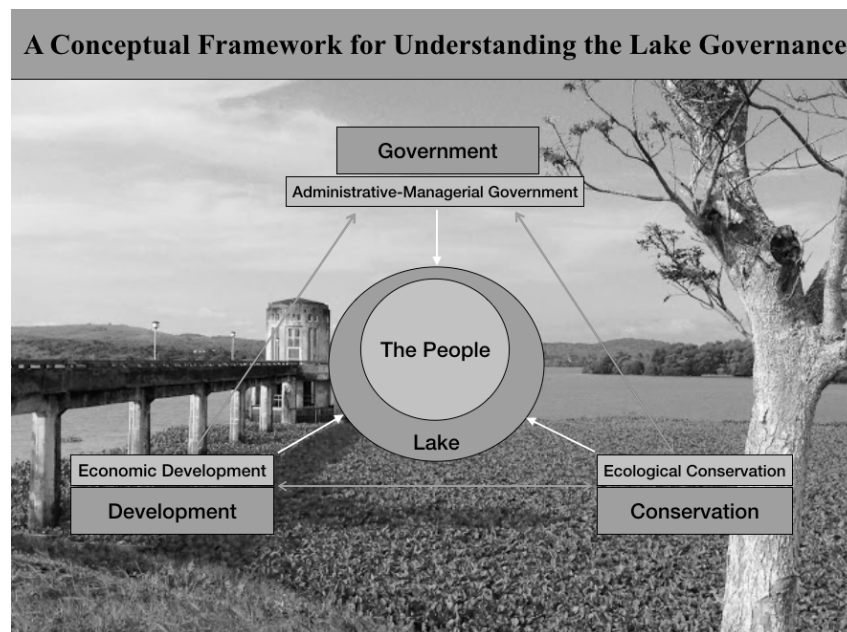 A Conceptual Framework for Understanding the Lake Governance
Government
Administrative-Managerial Government
The People
Lake
Economic Development
Ecological Conservation
Development
Conservation